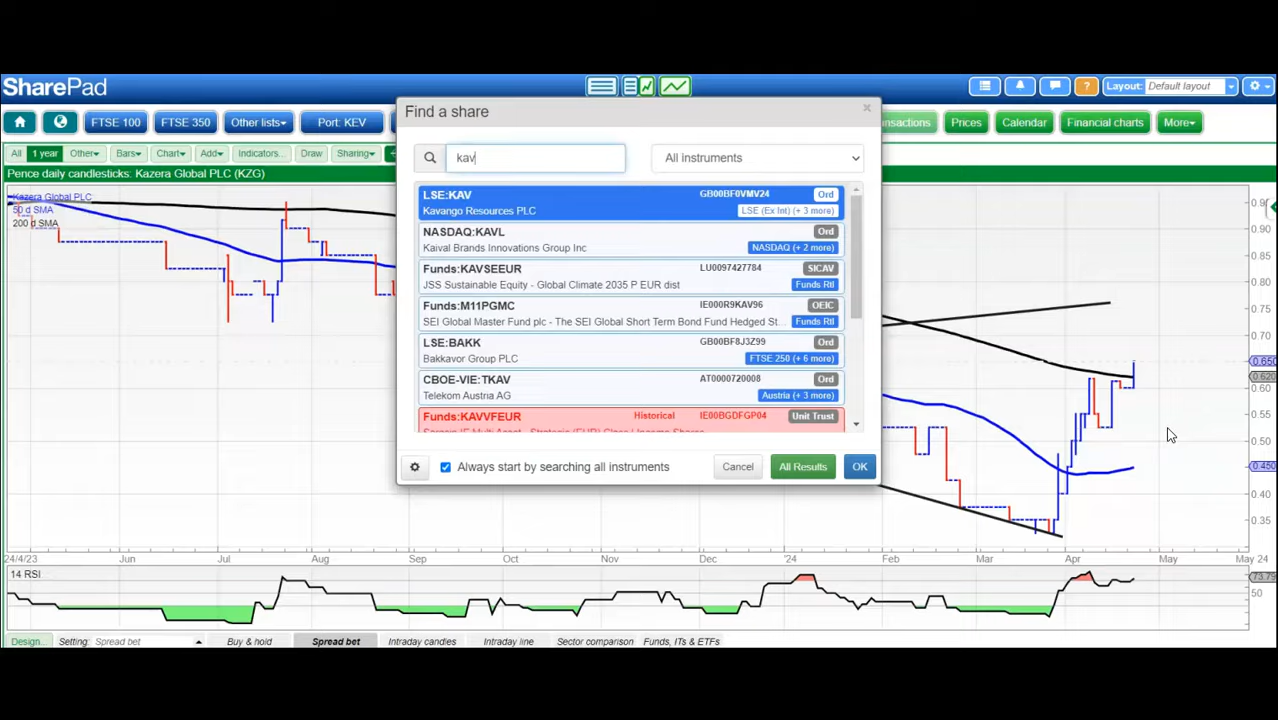 SharePad
Layout: Default layout
FTSE 100
FTSE 350
Other lists
Port: KEV
ansactions
Prices
Calendar
Financial charts
More
All
1 year
Other
Bars
Chart
Add
Indicators...
Draw
Sharing
Pence daily candlesticks: Kazera Global PLC (KZG)
Kazera Global PLC
50 d SMA
200 d SMA
Find a share
kav
All instruments
LSE:KAV GB00BF0VMV24 Ord
Kavango Resources PLC LSE (Ex Int) (+ 3 more)
NASDAQ:KAVL Ord
Kaival Brands Innovations Group Inc NASDAQ (+ 2 more)
Funds:KAVSEEUR LU0097427784 SICAV
JSS Sustainable Equity - Global Climate 2035 P EUR dist Funds Rtl
Funds:M11PGMC IE000R9KAV96 OEIC
SEI Global Master Fund plc - The SEI Global Short Term Bond Fund Hedged St... Funds Rtl
LSE:BAKK GB00BF8J3Z99 Ord
Bakkavor Group PLC FTSE 250 (+ 6 more)
CBOE-VIE:TKAV AT0000720008 Ord
Telekom Austria AG Austria (+ 3 more)
Funds:KAVVFEUR Historical IE00BGDFGP04 Unit Trust
Always start by searching all instruments
Cancel
All Results
OK
0.90
0.85
0.80
0.75
0.70
0.650
0.620
0.60
0.55
0.50
0.450
0.40
0.35
24/4/23 Jun Jul Aug Sep Oct Nov Dec '24 Feb Mar Apr May May 24
14 RSI
73.79
50
Design...
Setting: Spread bet
Buy & hold
Spread bet
Intraday candles
Intraday line
Sector comparison
Funds, ITs & ETFs